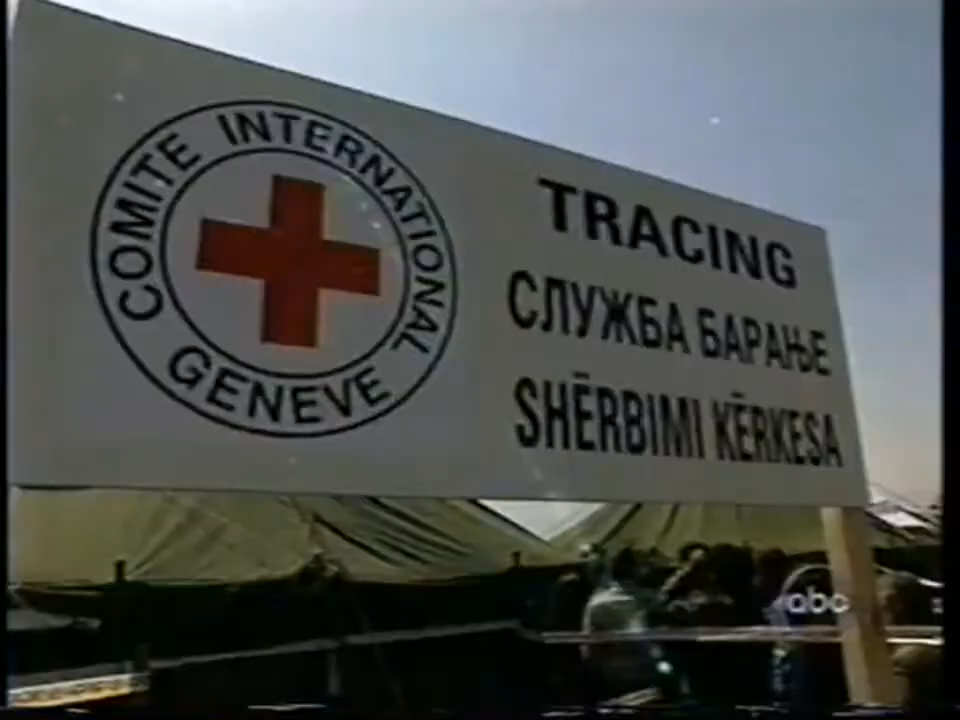 COMITE INTERNATIONAL
GENEVE
TRACING
СЛУЖБА БАРАЊЕ
SHËRBIMI KËRKESA
abc